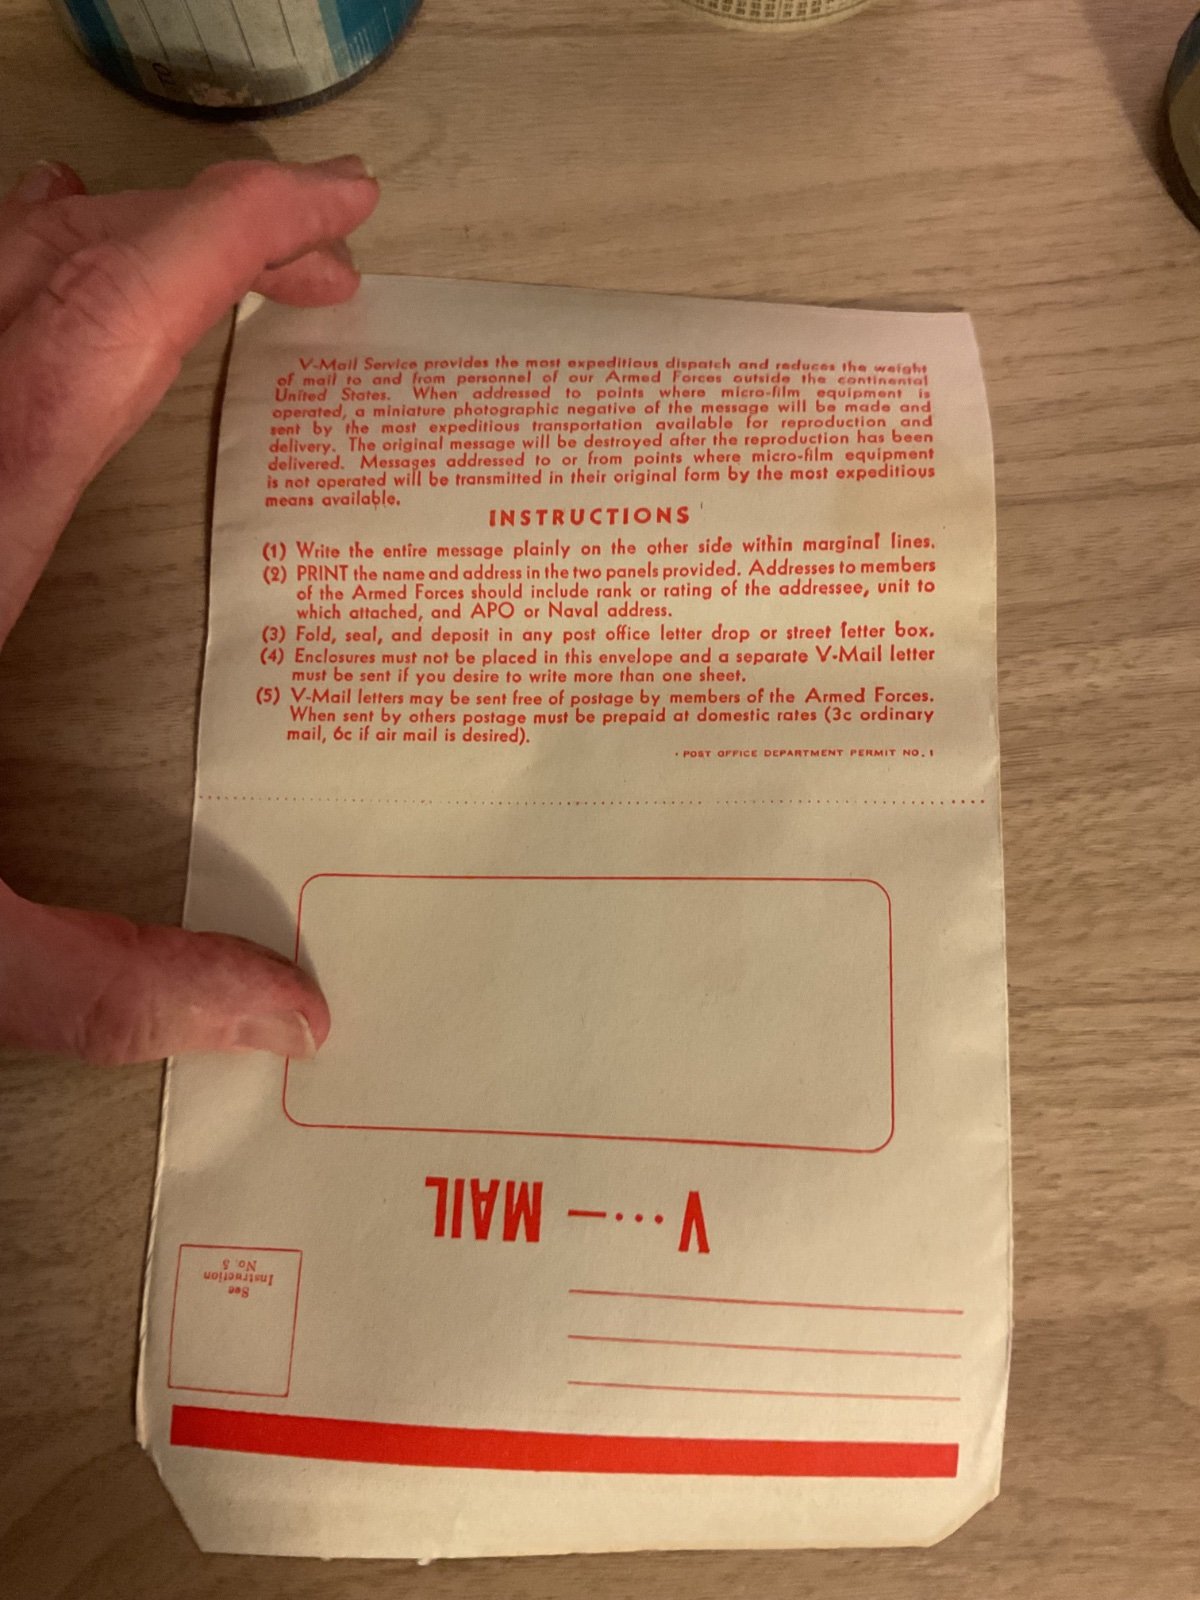 V-Mail Service provides the most expeditious dispatch and reduces the weight
of mail to and from personnel of our Armed Forces outside the continental
United States. When addressed to points where micro-film equipment is
operated, a miniature photographic negative of the message will be made and
sent by the most expeditious transportation available for reproduction and
delivery. The original message will be destroyed after the reproduction has been
delivered. Messages addressed to or from points where micro-film equipment
is not operated will be transmitted in their original form by the most expeditious
means available.
INSTRUCTIONS
(1) Write the entire message plainly on the other side within marginal lines.
(2) PRINT the name and address in the two panels provided. Addresses to members
of the Armed Forces should include rank or rating of the addressee, unit to
which attached, and APO or Naval address.
(3) Fold, seal, and deposit in any post office letter drop or street letter box.
(4) Enclosures must not be placed in this envelope and a separate V-Mail letter
must be sent if you desire to write more than one sheet.
(5) V-Mail letters may be sent free of postage by members of the Armed Forces.
When sent by others postage must be prepaid at domestic rates (3c ordinary
mail, 6c if air mail is desired).
· POST OFFICE DEPARTMENT PERMIT NO. 1
V···— MAIL
See
Instruction
No. 5